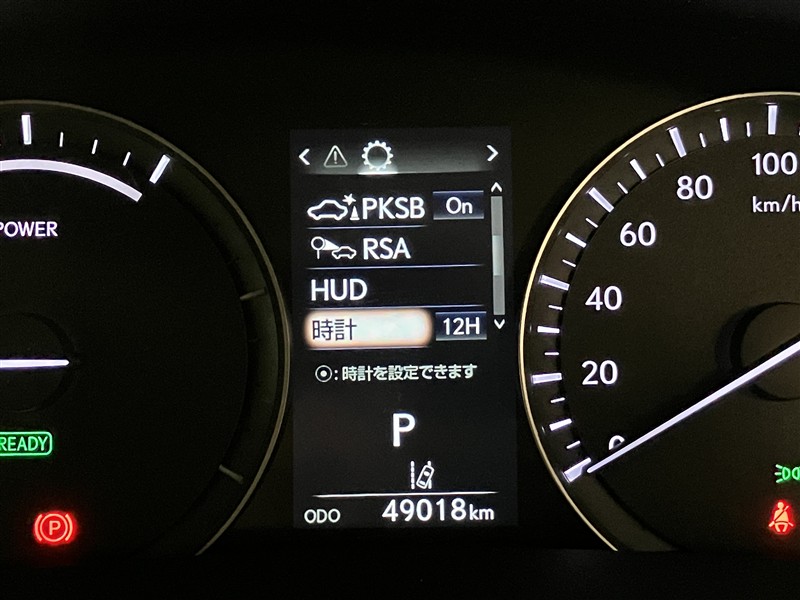 PKSB On
RSA
HUD
時計 12H
⦿:時計を設定できます
P
ODO 49018km
POWER
READY
P
100
km/h
80
60
40
20
0